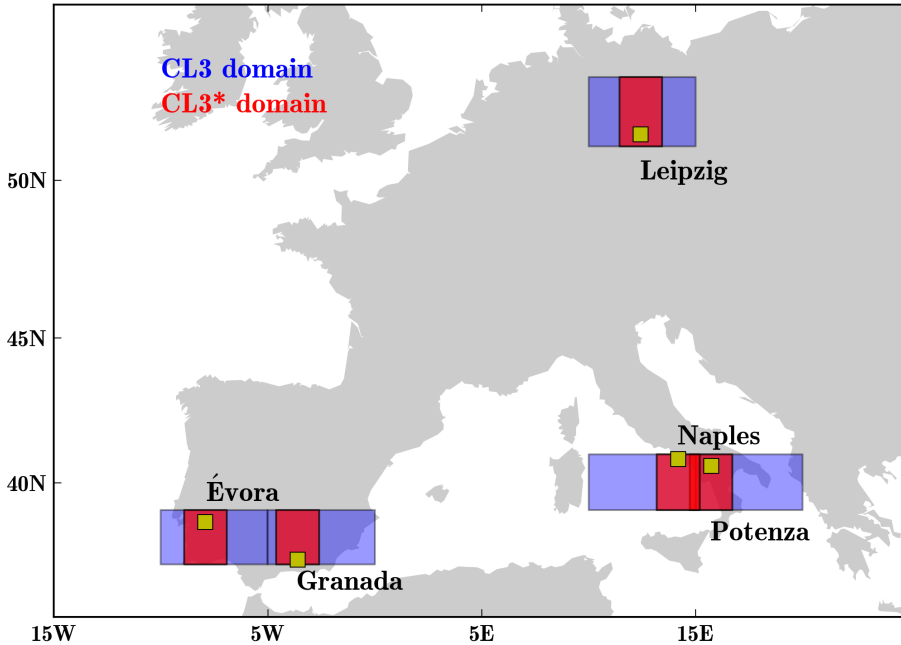 CL3 domain
CL3* domain
Leipzig
50N
45N
Naples
40N
Évora
Potenza
Granada
15W
5W
5E
15E